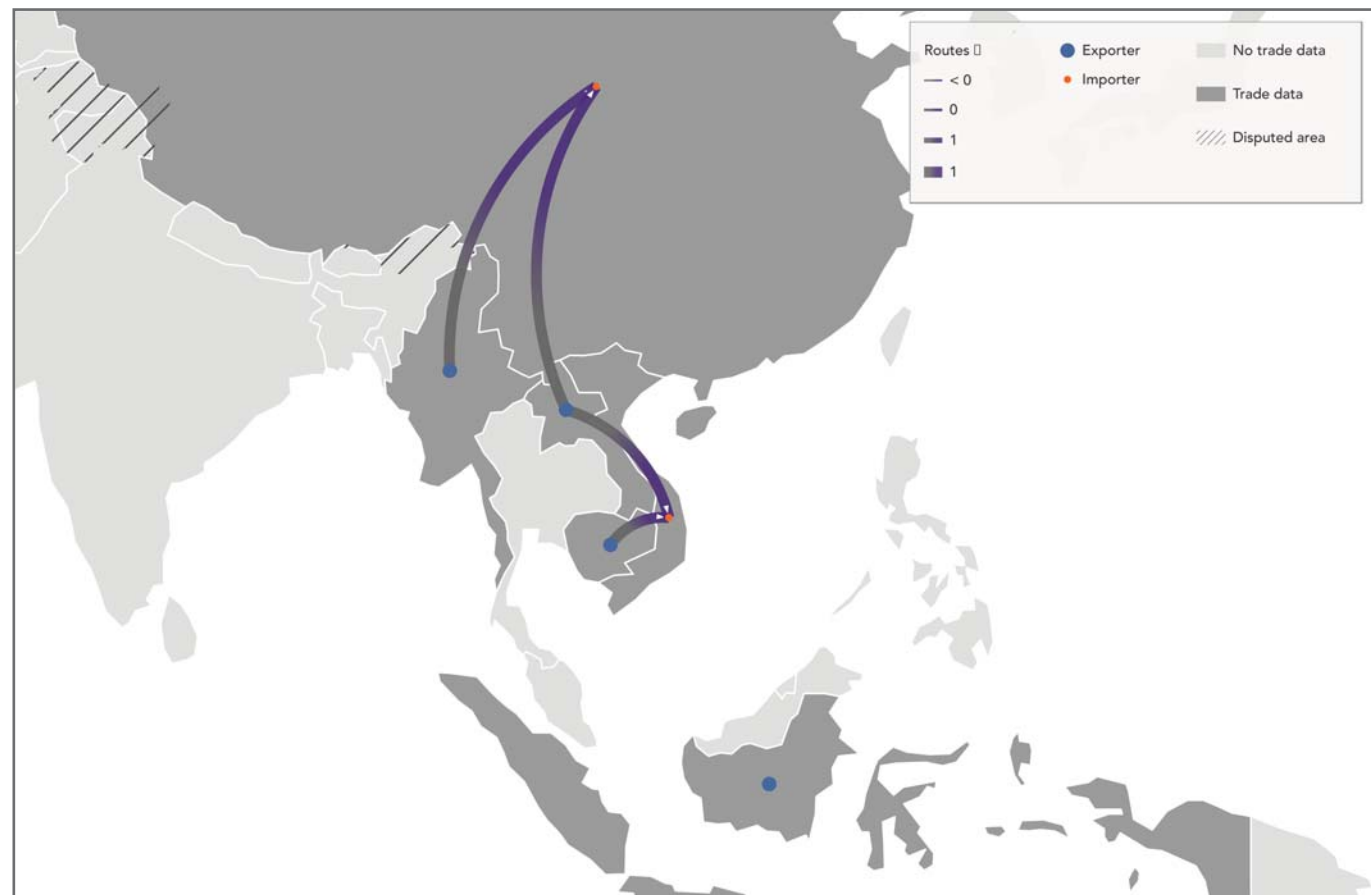 Routes ▯
< 0
0
1
1
Exporter
Importer
No trade data
Trade data
Disputed area